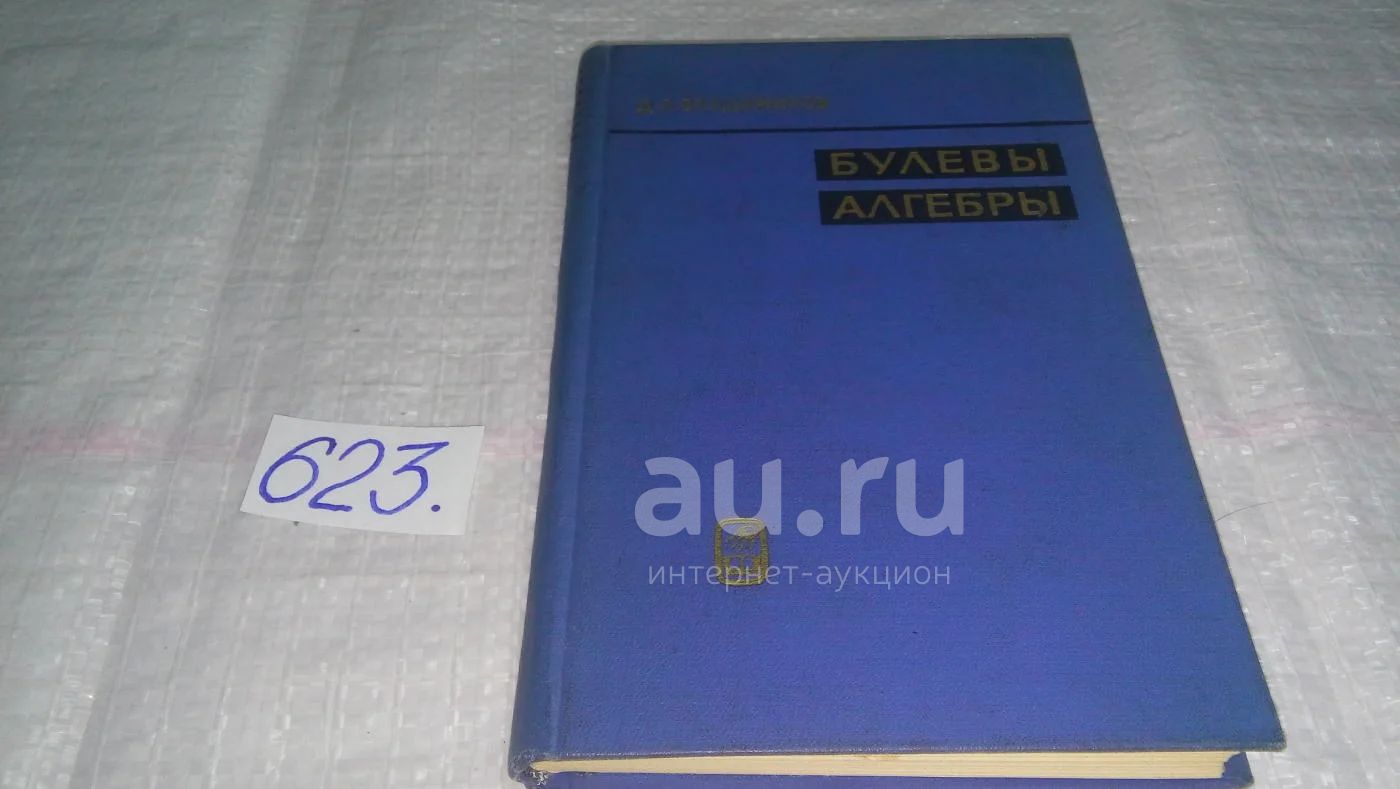 БУЛЕВЫ
АЛГЕБРЫ
623.
au.ru
интернет-аукцион